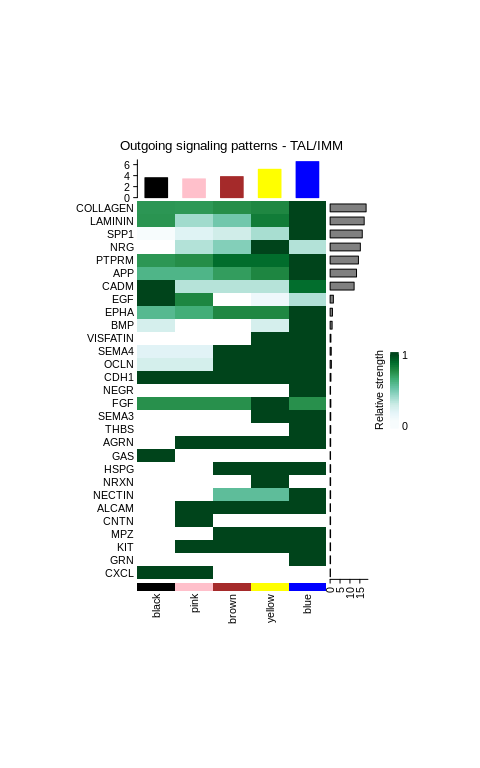 Outgoing signaling patterns - TAL/IMM
6
4
2
0
COLLAGEN
LAMININ
SPP1
NRG
PTPRM
APP
CADM
EGF
EPHA
BMP
VISFATIN
SEMA4
OCLN
CDH1
NEGR
FGF
SEMA3
THBS
AGRN
GAS
HSPG
NRXN
NECTIN
ALCAM
CNTN
MPZ
KIT
GRN
CXCL
black
pink
brown
yellow
blue
0
5
10
15
Relative strength
1
0